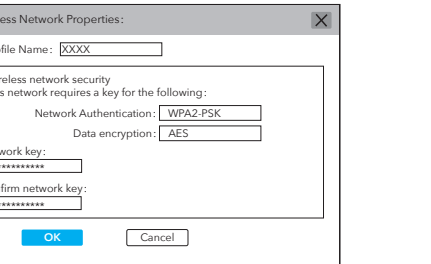 ess Network Properties:
file Name: XXXX
reless network security
s network requires a key for the following:
Network Authentication: WPA2-PSK
Data encryption: AES
work key:
**********
firm network key:
**********
OK Cancel